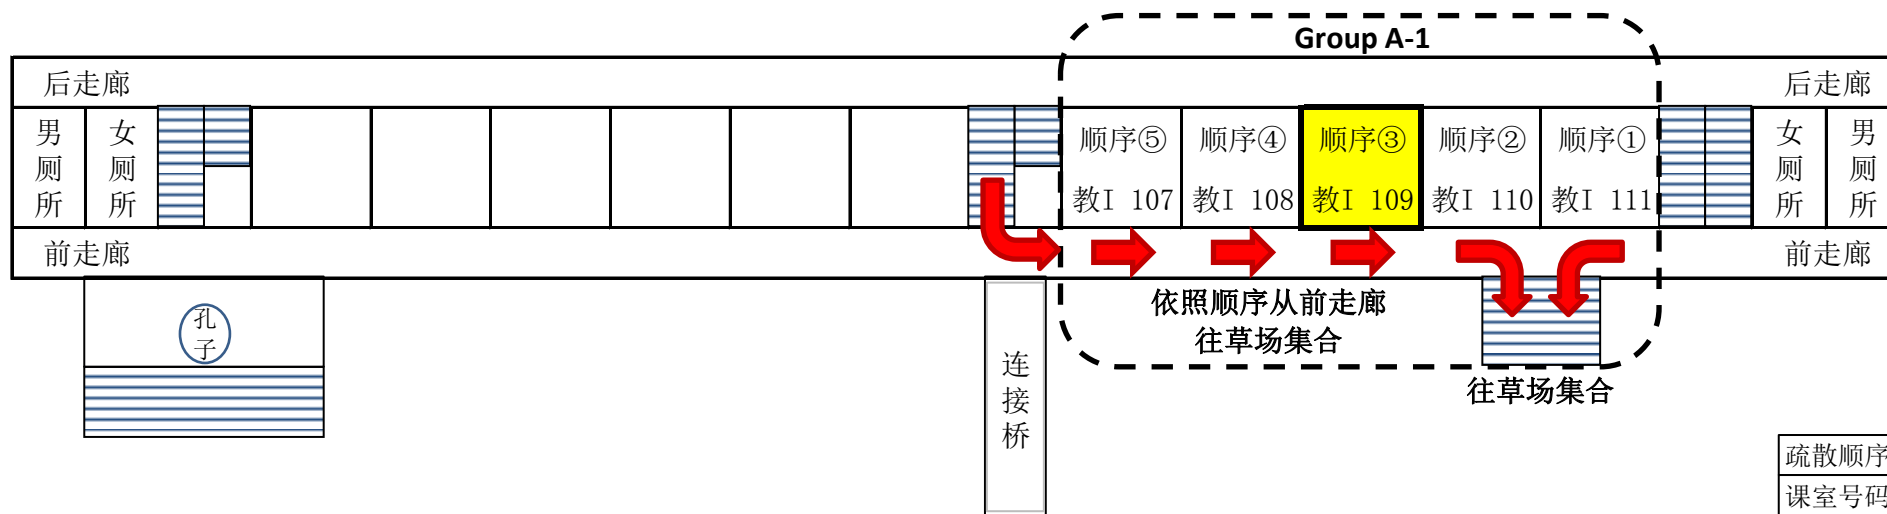 Group A-1
后走廊
后走廊
男厕所
女厕所
顺序⑤
教I 107
顺序④
教I 108
顺序③
教I 109
顺序②
教I 110
顺序①
教I 111
女厕所
男厕所
前走廊
前走廊
孔子
连接桥
依照顺序从前走廊
往草场集合
往草场集合
疏散顺序
课室号码